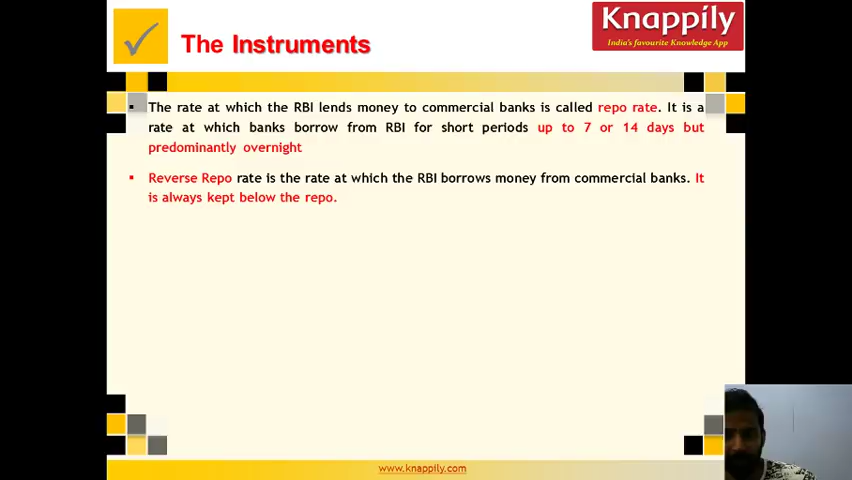 The Instruments
Knappily
India's favourite Knowledge App
▪ The rate at which the RBI lends money to commercial banks is called repo rate. It is a
rate at which banks borrow from RBI for short periods up to 7 or 14 days but
predominantly overnight
▪ Reverse Repo rate is the rate at which the RBI borrows money from commercial banks. It
is always kept below the repo.
www.knappily.com